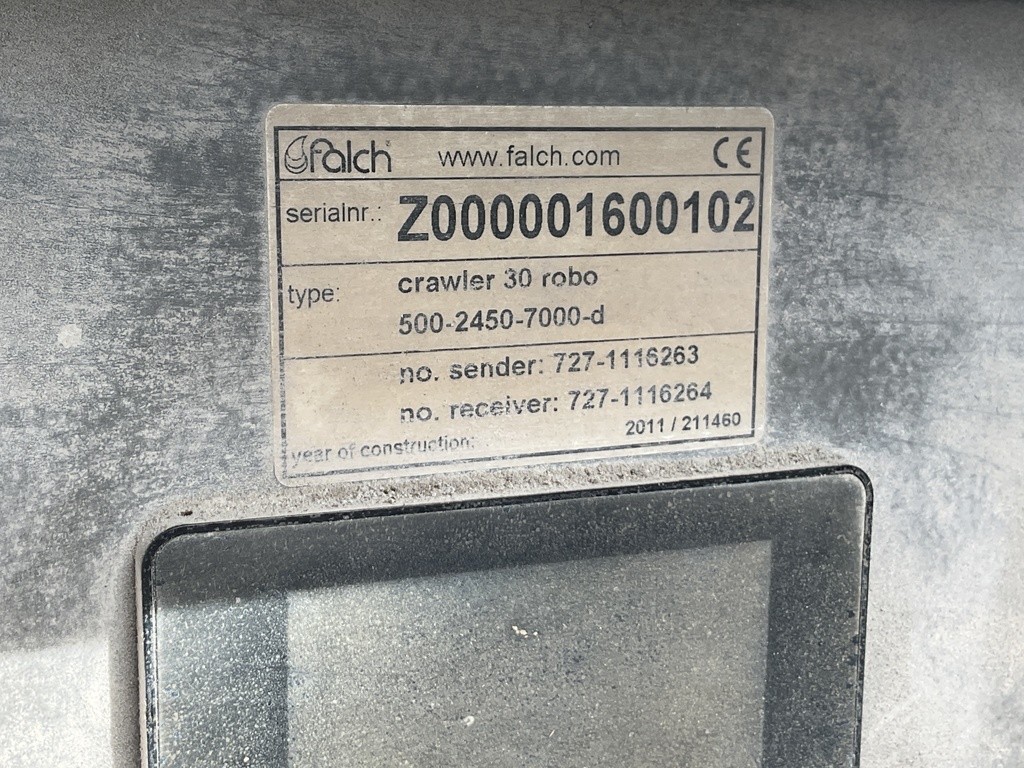 falch® www.falch.com CE
serialnr.: Z000001600102
type: crawler 30 robo
500-2450-7000-d
no. sender: 727-1116263
no. receiver: 727-1116264
year of construction: 2011 / 211460